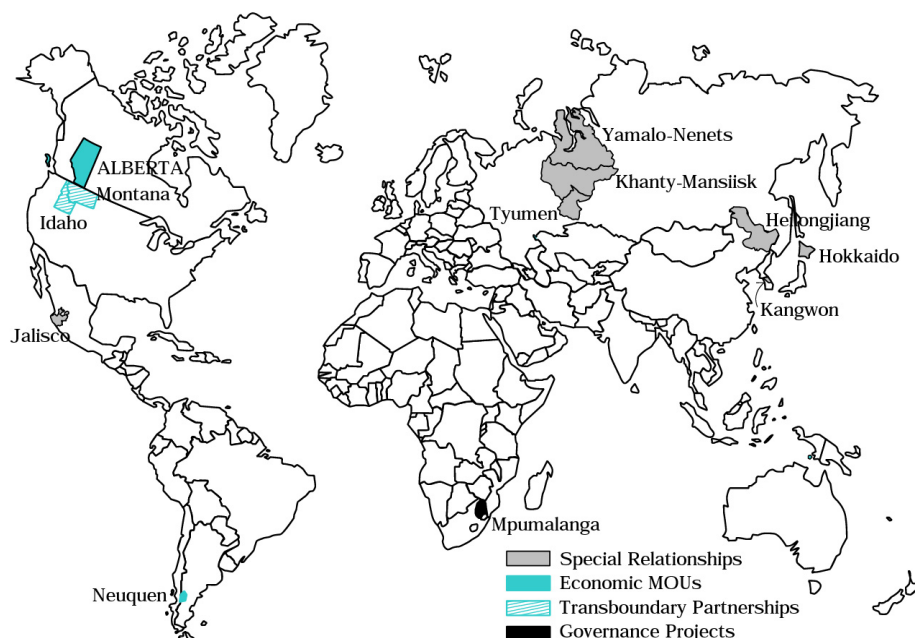 Yamalo-Nenets
ALBERTA
Khanty-Mansiisk
Montana
Idaho
Tyumen
Heilongjiang
Hokkaido
Kangwon
Jalisco
Mpumalanga
Special Relationships
Neuquen
Economic MOUs
Transboundary Partnerships
Governance Projects